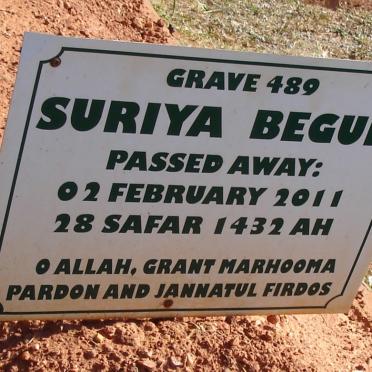 GRAVE 489
SURIYA
PASSED AWAY:
02 FEBRUARY 2011
28 SAFAR 1432 AH
O ALLAH, GRANT MARHOOMA
PARDON AND JANNATUL FIRDOS